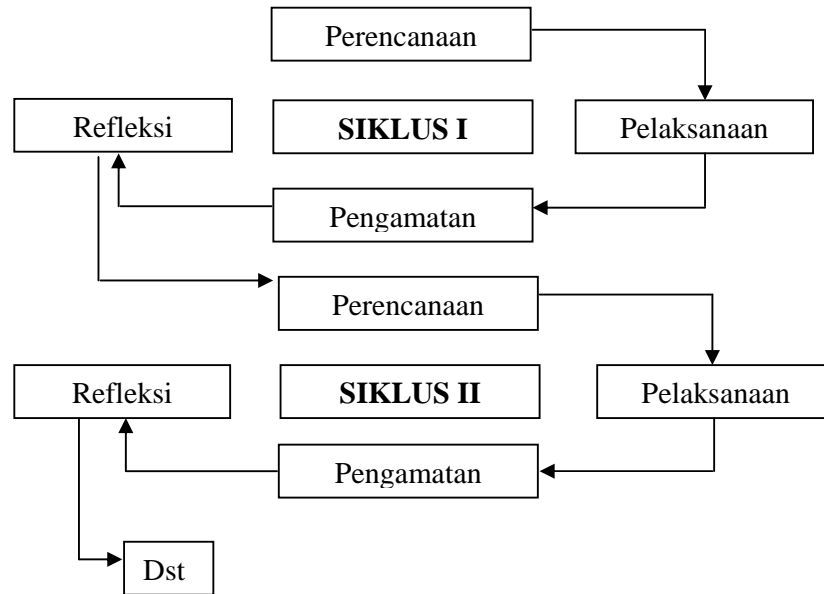 Perencanaan
Refleksi
SIKLUS I
Pelaksanaan
Pengamatan
Perencanaan
Refleksi
SIKLUS II
Pelaksanaan
Pengamatan
Dst